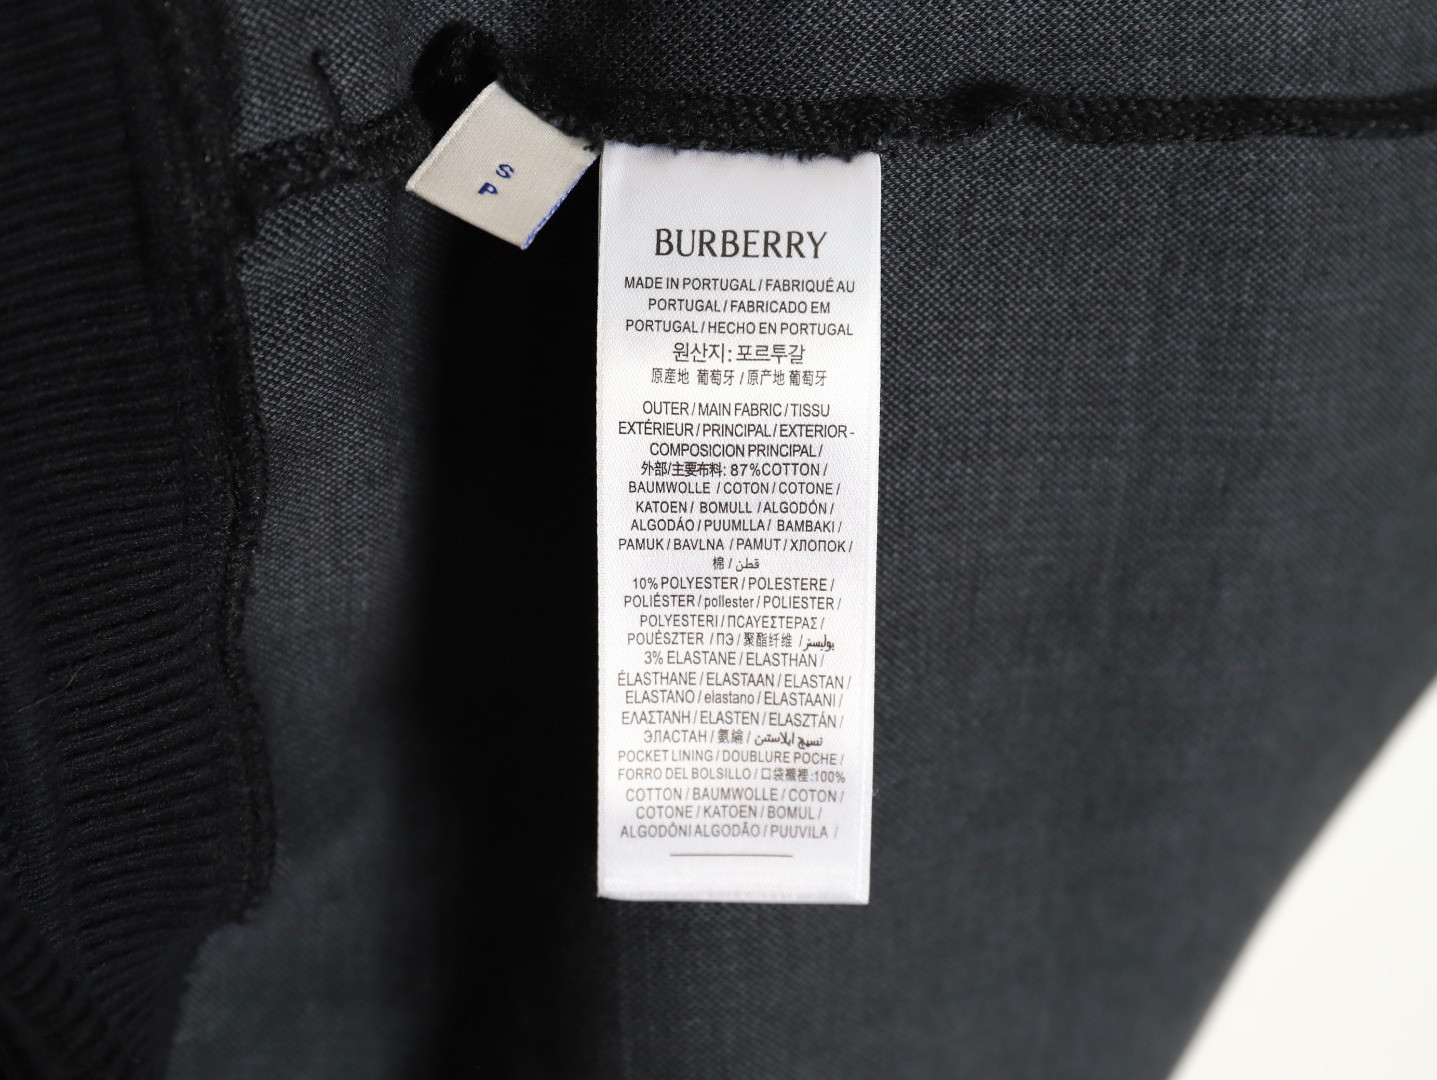 S
P
BURBERRY
MADE IN PORTUGAL / FABRIQUÉ AU
PORTUGAL / FABRICADO EM
PORTUGAL / HECHO EN PORTUGAL
원산지: 포르투갈
原産地 葡萄牙 / 原产地 葡萄牙
OUTER / MAIN FABRIC / TISSU
EXTÉRIEUR / PRINCIPAL / EXTERIOR -
COMPOSICION PRINCIPAL /
外部/主要布料: 87%COTTON /
BAUMWOLLE / COTON / COTONE /
KATOEN / BOMULL / ALGODÓN /
ALGODÁO / PUUMLLA / BAMBAKI /
PAMUK / BAVLNA / PAMUT / ХЛОПОК /
棉 / قطن
10% POLYESTER / POLESTERE /
POLIÉSTER / pollester / POLIESTER /
POLYESTERI / ΠCAYEΣTEPAΣ /
POUÉSZTER / ПЭ / 聚酯纤维 / بوليستر
3% ELASTANE / ELASTHAN /
ÉLASTHANE / ELASTAAN / ELASTAN /
ELASTANO / elastano / ELASTAANI /
ΕΛΑΣΤΑΝΗ / ELASTEN / ELASZTÁN /
ЭЛАСТАН / 氨綸 / نسيج ايلاستن
POCKET LINING / DOUBLURE POCHE /
FORRO DEL BOLSILLO / 口袋襯裡:100%
COTTON / BAUMWOLLE / COTON /
COTONE / KATOEN / BOMUL /
ALGODÓNI ALGODÃO / PUUVILA /